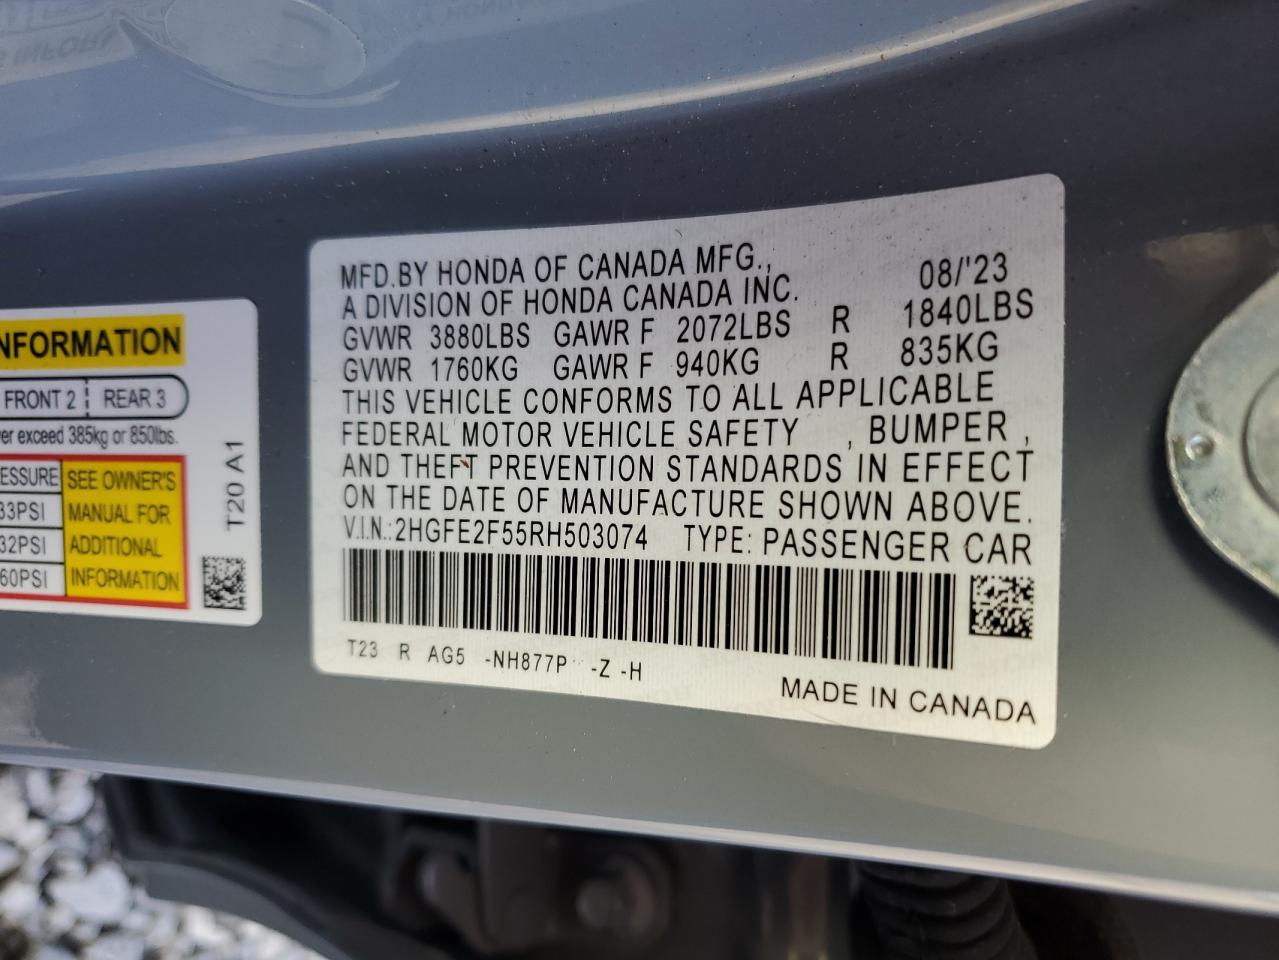 NFORMATION
FRONT 2 REAR 3
er exceed 385kg or 850lbs.
ESSURE
33PSI
32PSI
60PSI
SEE OWNER'S
MANUAL FOR
ADDITIONAL
INFORMATION
T20 A1
MFD.BY HONDA OF CANADA MFG., 08/'23
A DIVISION OF HONDA CANADA INC.
GVWR 3880LBS GAWR F 2072LBS R 1840LBS
GVWR 1760KG GAWR F 940KG R 835KG
THIS VEHICLE CONFORMS TO ALL APPLICABLE
FEDERAL MOTOR VEHICLE SAFETY , BUMPER ,
AND THEFT PREVENTION STANDARDS IN EFFECT
ON THE DATE OF MANUFACTURE SHOWN ABOVE.
V.I.N.:2HGFE2F55RH503074 TYPE: PASSENGER CAR
T23 R AG5 -NH877P -Z -H
MADE IN CANADA